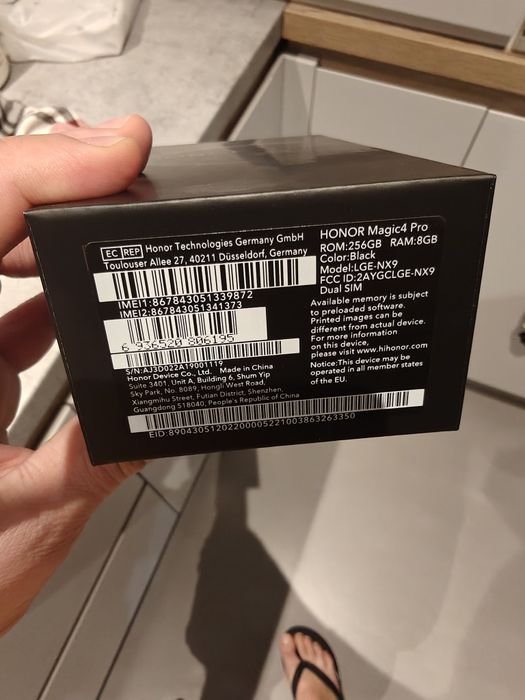 EC REP Honor Technologies Germany GmbH
Toulouser Allee 27, 40211 Düsseldorf, Germany
IMEI1:867843051339872
IMEI2:867843051341373
6 936520 806195
S/N:AJ3D022A19001119
Honor Device Co., Ltd. Made in China
Suite 3401, Unit A, Building 6, Shum Yip
Sky Park, No. 8089, Hongli West Road,
Xiangmihu Street, Futian District, Shenzhen,
Guangdong 518040, People's Republic of China
EID:89043051202200005221003863263350
HONOR Magic4 Pro
ROM:256GB RAM:8GB
Color:Black
Model:LGE-NX9
FCC ID:2AYGCLGE-NX9
Dual SIM
Available memory is subject
to preloaded software.
Printed images can be
different from actual device.
For more information
on this device,
please visit www.hihonor.com
Notice:This device may be
operated in all member states
of the EU.